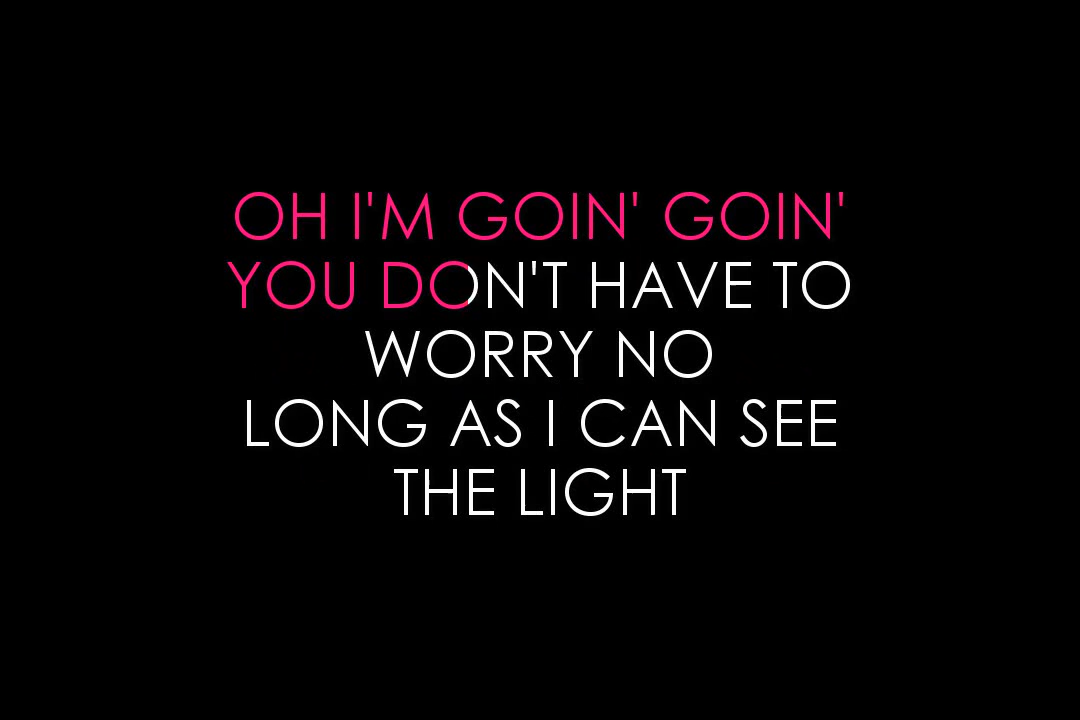 OH I'M GOIN' GOIN'
YOU DON'T HAVE TO
WORRY NO
LONG AS I CAN SEE
THE LIGHT